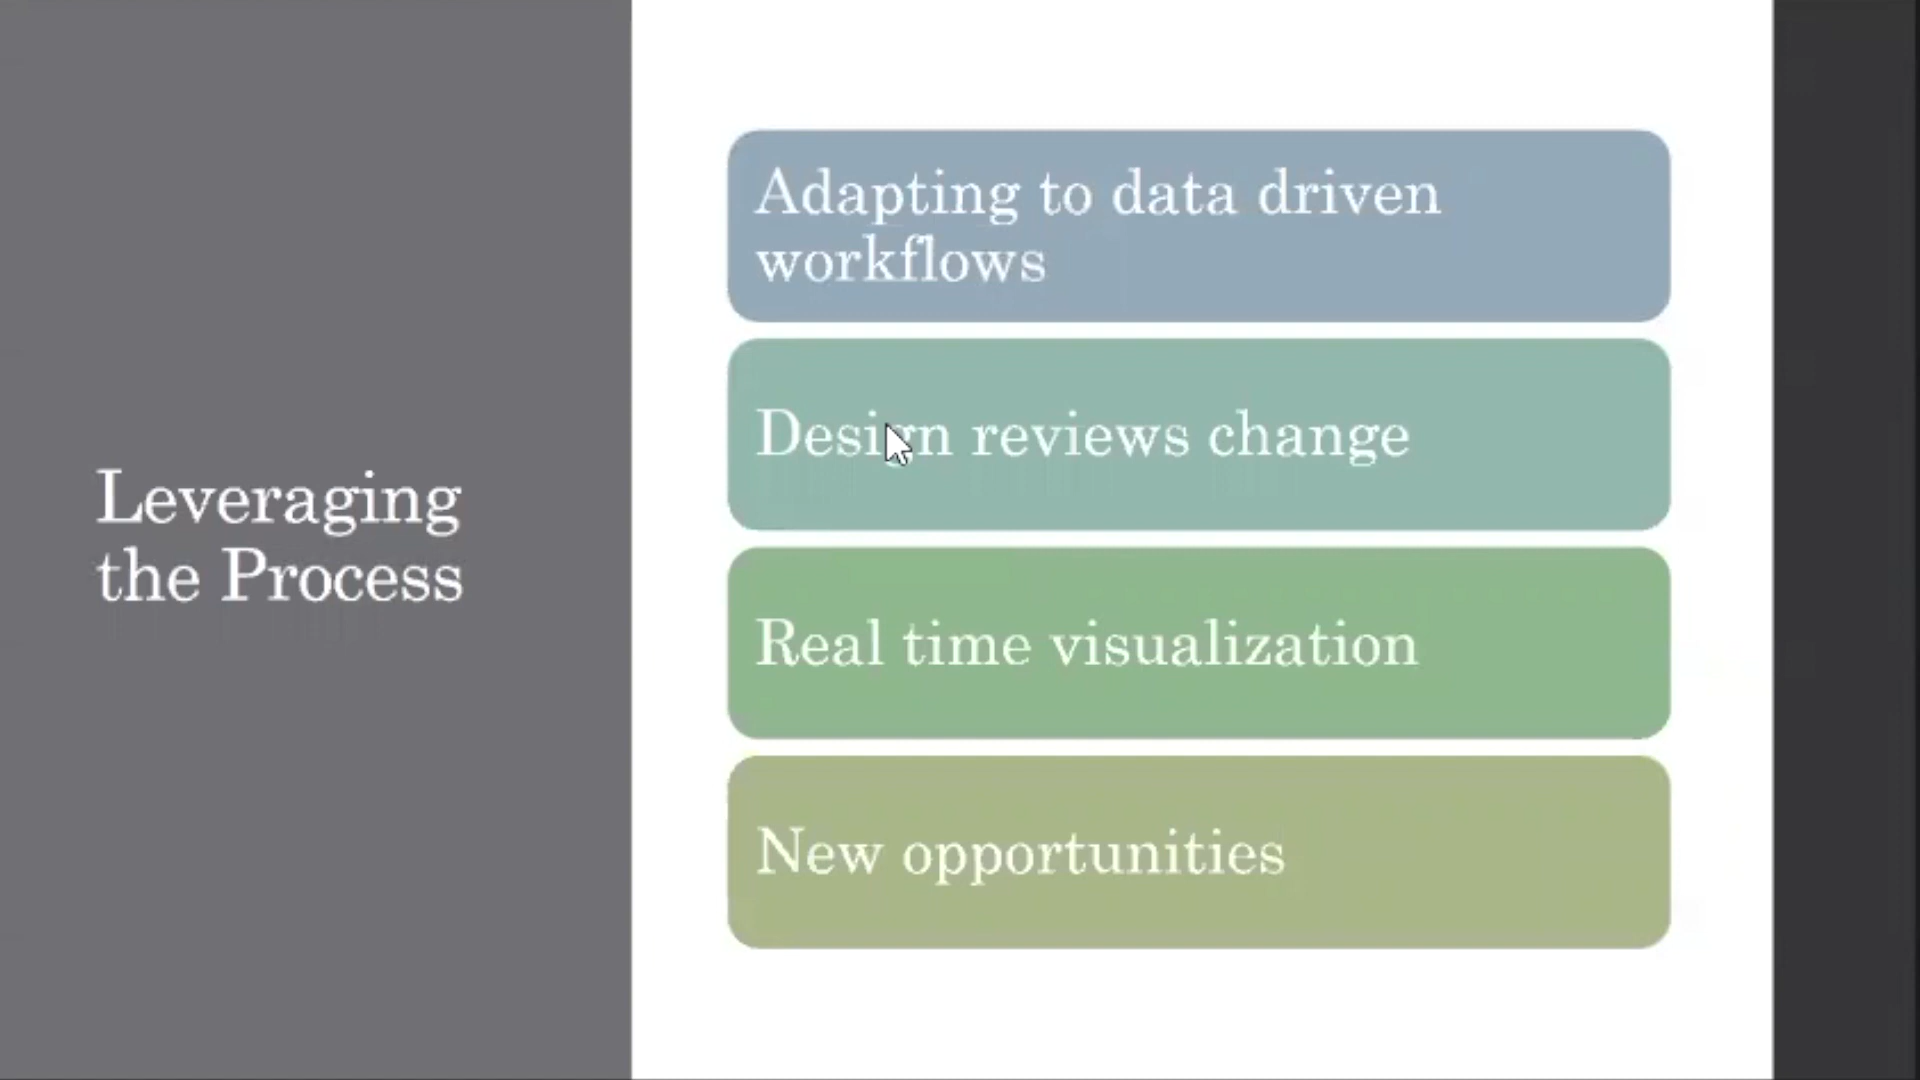 Leveraging
the Process
Adapting to data driven
workflows
Design reviews change
Real time visualization
New opportunities